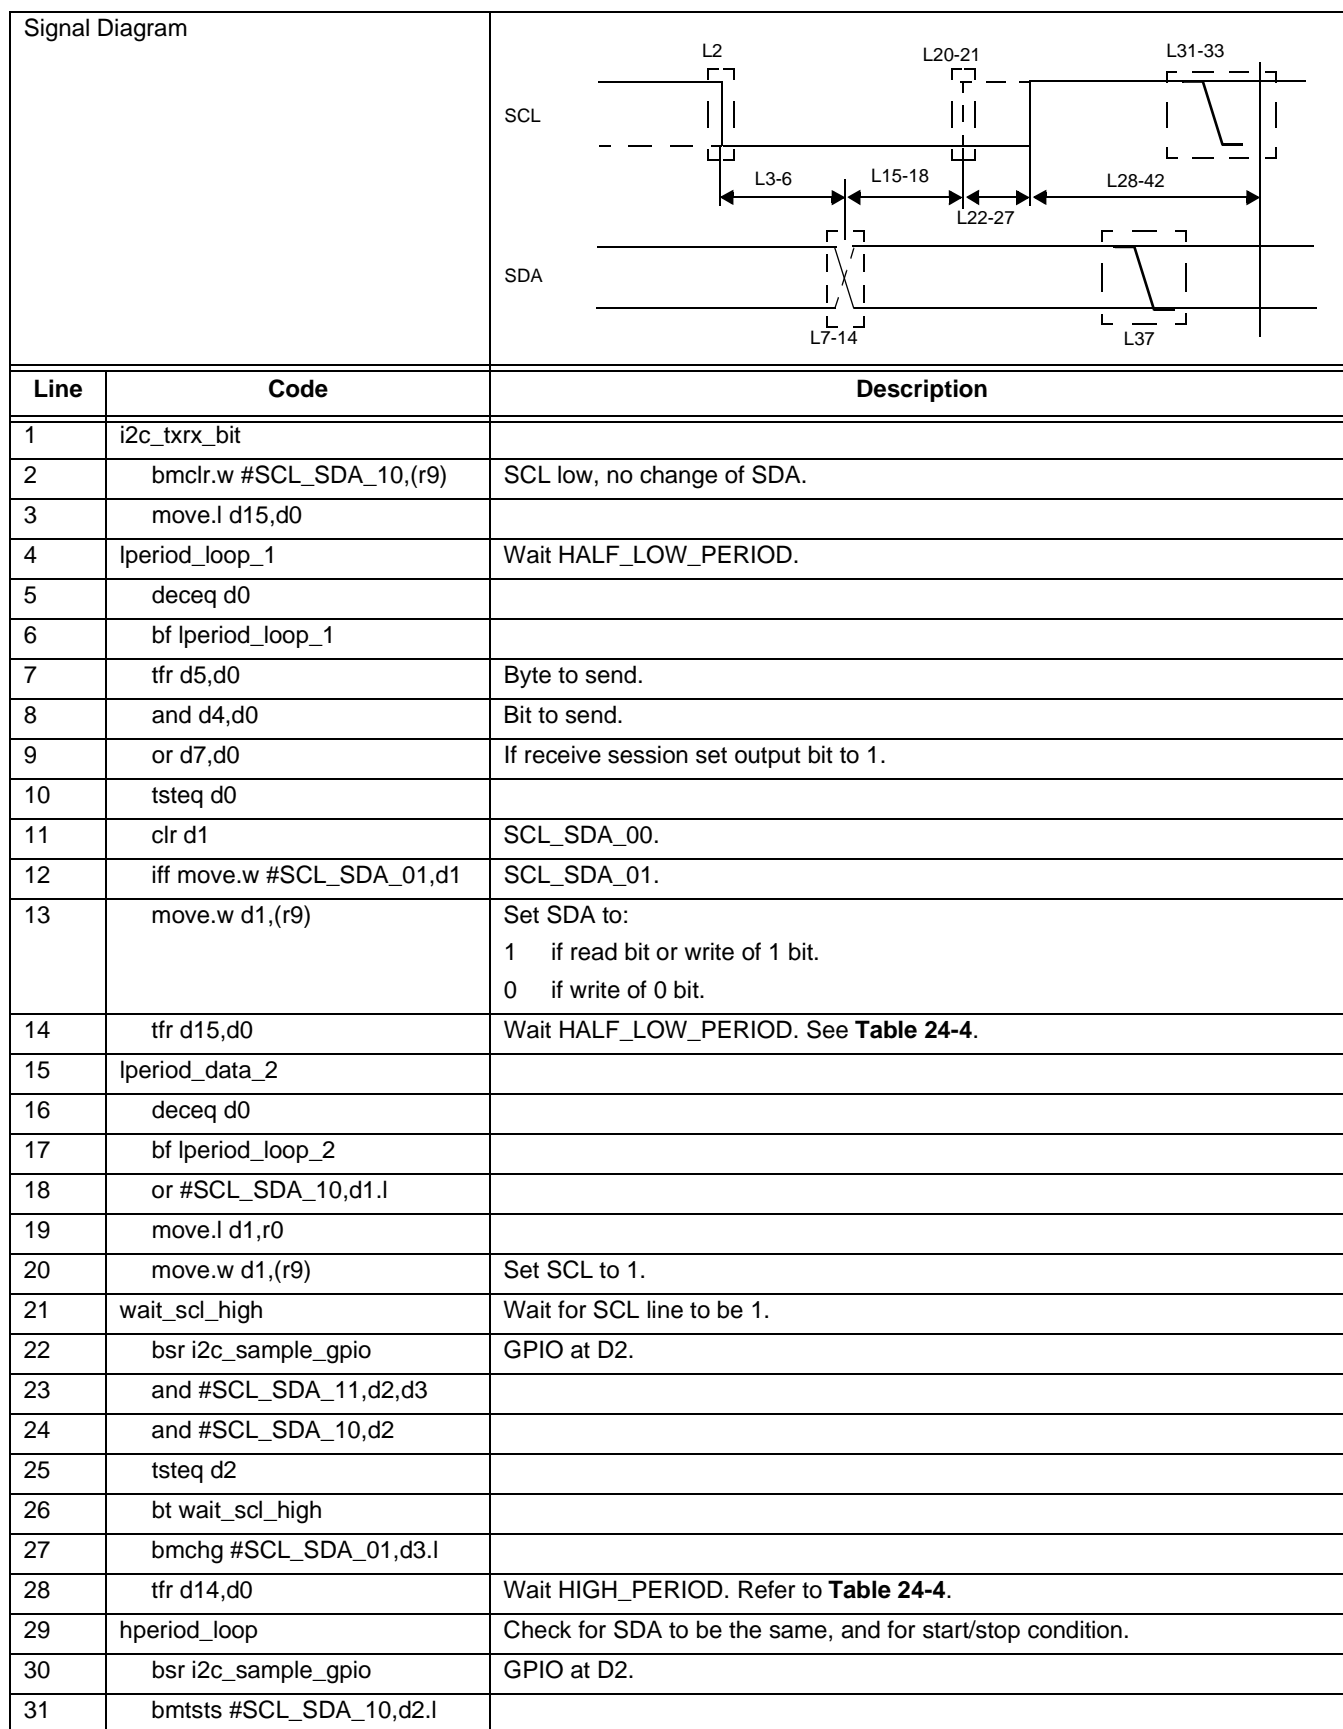 Signal Diagram
L2
L20-21
L31-33
SCL
L3-6
L15-18
L28-42
L22-27
SDA
L7-14
L37
Line Code Description
1 i2c_txrx_bit
2 bmclr.w #SCL_SDA_10,(r9) SCL low, no change of SDA.
3 move.l d15,d0
4 lperiod_loop_1 Wait HALF_LOW_PERIOD.
5 deceq d0
6 bf lperiod_loop_1
7 tfr d5,d0 Byte to send.
8 and d4,d0 Bit to send.
9 or d7,d0 If receive session set output bit to 1.
10 tsteq d0
11 clr d1 SCL_SDA_00.
12 iff move.w #SCL_SDA_01,d1 SCL_SDA_01.
13 move.w d1,(r9) Set SDA to:
1 if read bit or write of 1 bit.
0 if write of 0 bit.
14 tfr d15,d0 Wait HALF_LOW_PERIOD. See Table 24-4.
15 lperiod_data_2
16 deceq d0
17 bf lperiod_loop_2
18 or #SCL_SDA_10,d1.l
19 move.l d1,r0
20 move.w d1,(r9) Set SCL to 1.
21 wait_scl_high Wait for SCL line to be 1.
22 bsr i2c_sample_gpio GPIO at D2.
23 and #SCL_SDA_11,d2,d3
24 and #SCL_SDA_10,d2
25 tsteq d2
26 bt wait_scl_high
27 bmchg #SCL_SDA_01,d3.l
28 tfr d14,d0 Wait HIGH_PERIOD. Refer to Table 24-4.
29 hperiod_loop Check for SDA to be the same, and for start/stop condition.
30 bsr i2c_sample_gpio GPIO at D2.
31 bmtsts #SCL_SDA_10,d2.l